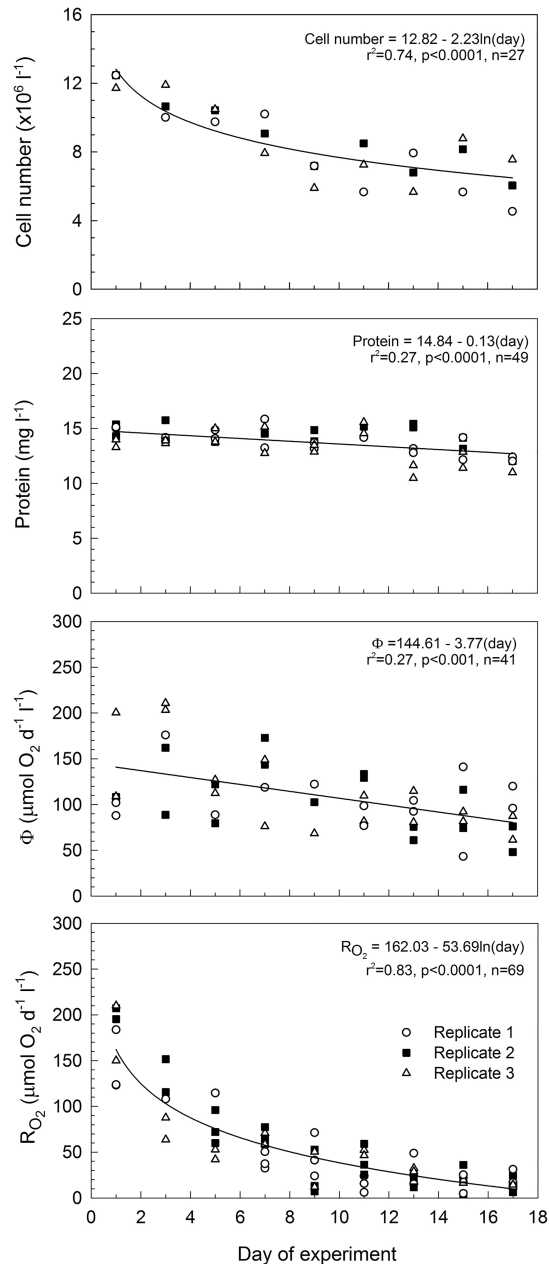 Cell number = 12.82 - 2.23ln(day)
r²=0.74, p<0.0001, n=27
16
12
8
4
0
Cell number (x10⁶ l⁻¹)
Protein = 14.84 - 0.13(day)
r²=0.27, p<0.0001, n=49
25
20
15
10
5
0
Protein (mg l⁻¹)
Φ =144.61 - 3.77(day)
r²=0.27, p<0.001, n=41
300
250
200
150
100
50
0
Φ (μmol O₂ d⁻¹ l⁻¹)
R_O₂ = 162.03 - 53.69ln(day)
r²=0.83, p<0.0001, n=69
Replicate 1
Replicate 2
Replicate 3
300
250
200
150
100
50
0
R_O₂ (μmol O₂ d⁻¹ l⁻¹)
0 2 4 6 8 10 12 14 16 18
Day of experiment